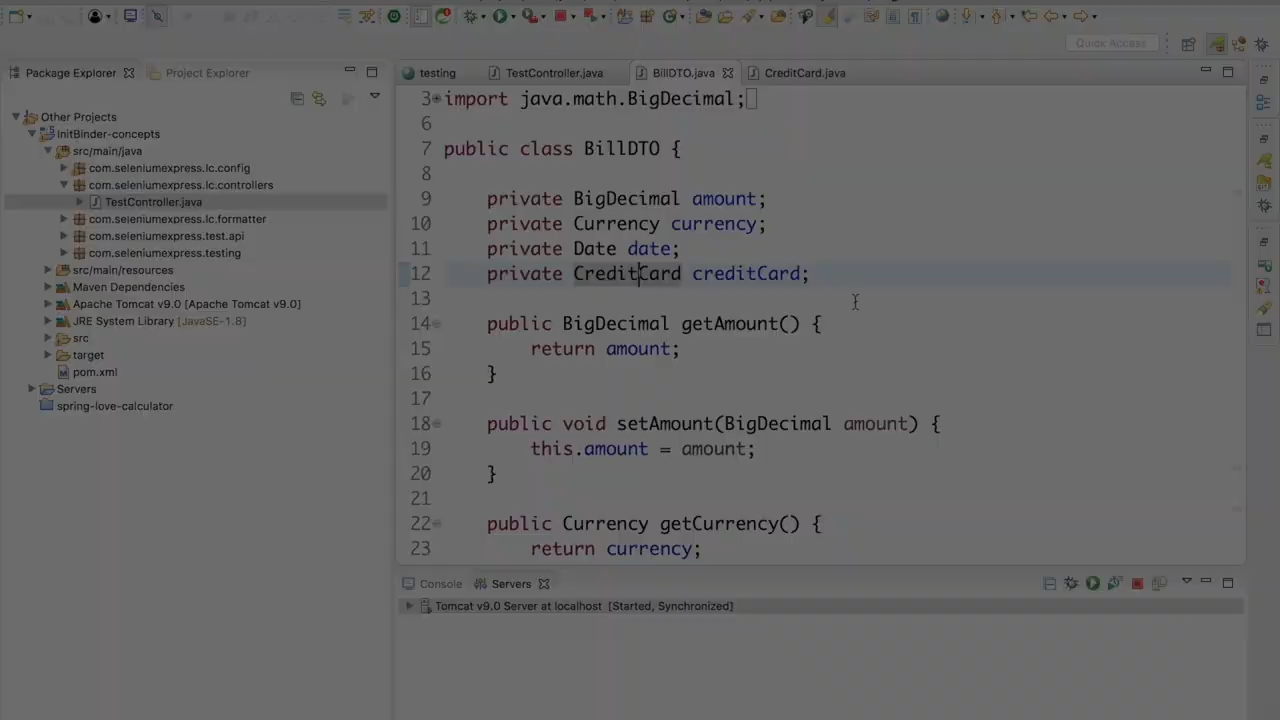 Quick Access
Package Explorer
Project Explorer
testing
TestController.java
BillDTO.java
CreditCard.java
Other Projects
InitBinder-concepts
src/main/java
com.seleniumexpress.lc.config
com.seleniumexpress.lc.controllers
TestController.java
com.seleniumexpress.lc.formatter
com.seleniumexpress.test.api
com.seleniumexpress.testing
src/main/resources
Maven Dependencies
Apache Tomcat v9.0 [Apache Tomcat v9.0]
JRE System Library [JavaSE-1.8]
src
target
pom.xml
Servers
spring-love-calculator
3 import java.math.BigDecimal;
6
7 public class BillDTO {
8
9 private BigDecimal amount;
10 private Currency currency;
11 private Date date;
12 private CreditCard creditCard;
13
14 public BigDecimal getAmount() {
15 return amount;
16 }
17
18 public void setAmount(BigDecimal amount) {
19 this.amount = amount;
20 }
21
22 public Currency getCurrency() {
23 return currency;
Console
Servers
Tomcat v9.0 Server at localhost [Started, Synchronized]